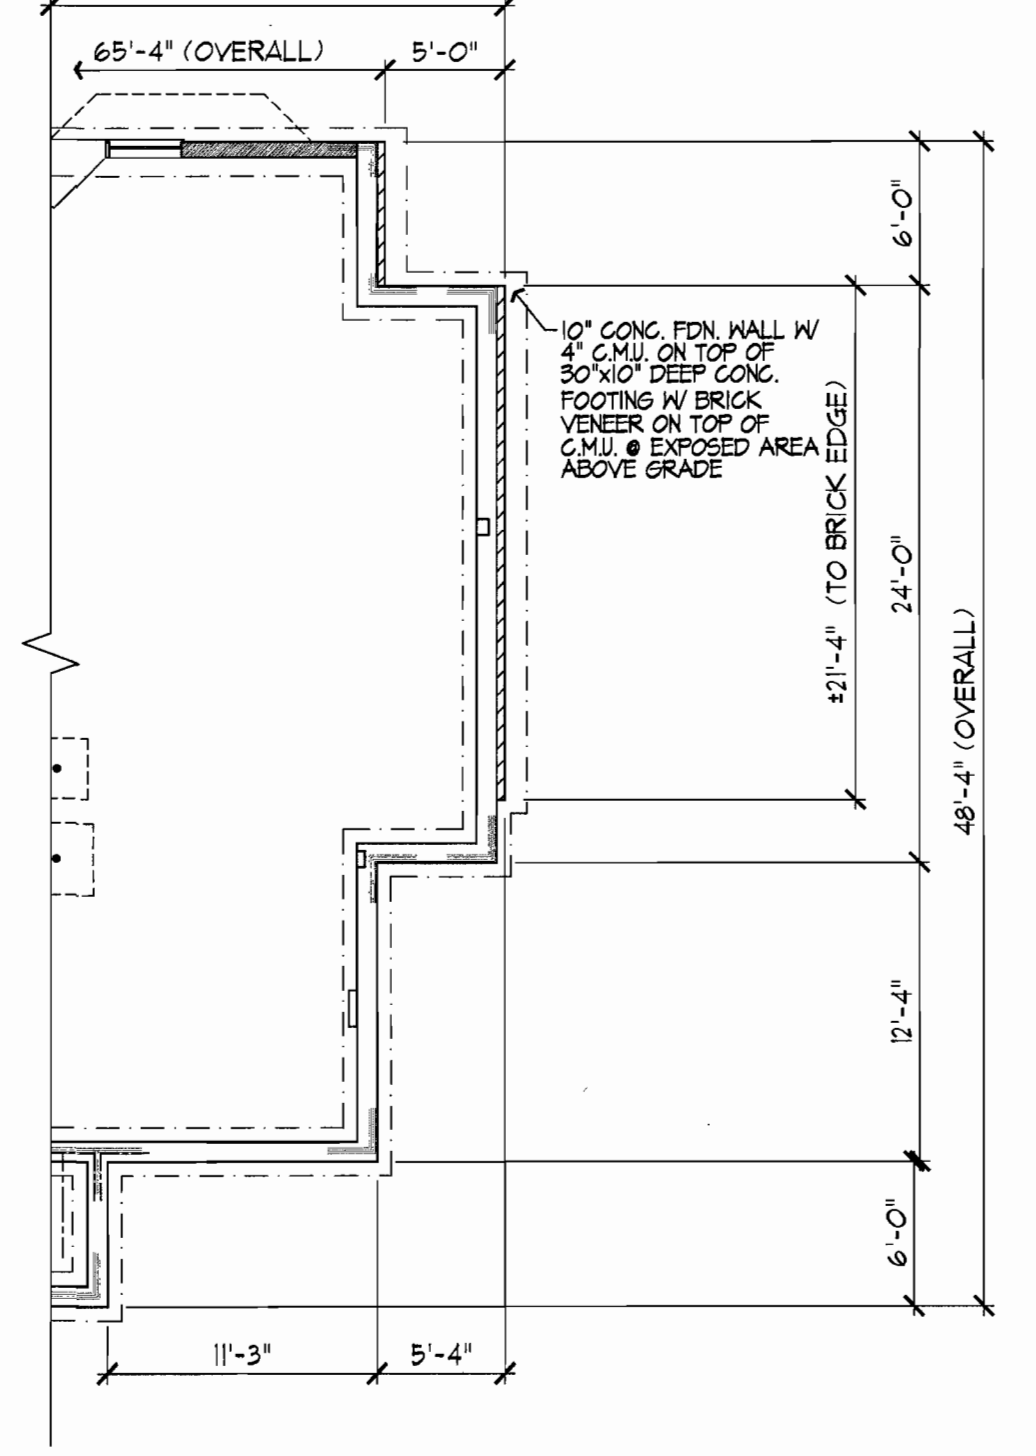 65'-4" (OVERALL)
5'-0"
6'-0"
10" CONC. FDN. WALL W/
4" C.M.U. ON TOP OF
30"x10" DEEP CONC.
FOOTING W/ BRICK
VENEER ON TOP OF
C.M.U. @ EXPOSED AREA
ABOVE GRADE
±21'-4" (TO BRICK EDGE)
24'-0"
48'-4" (OVERALL)
12'-4"
6'-0"
11'-3"
5'-4"